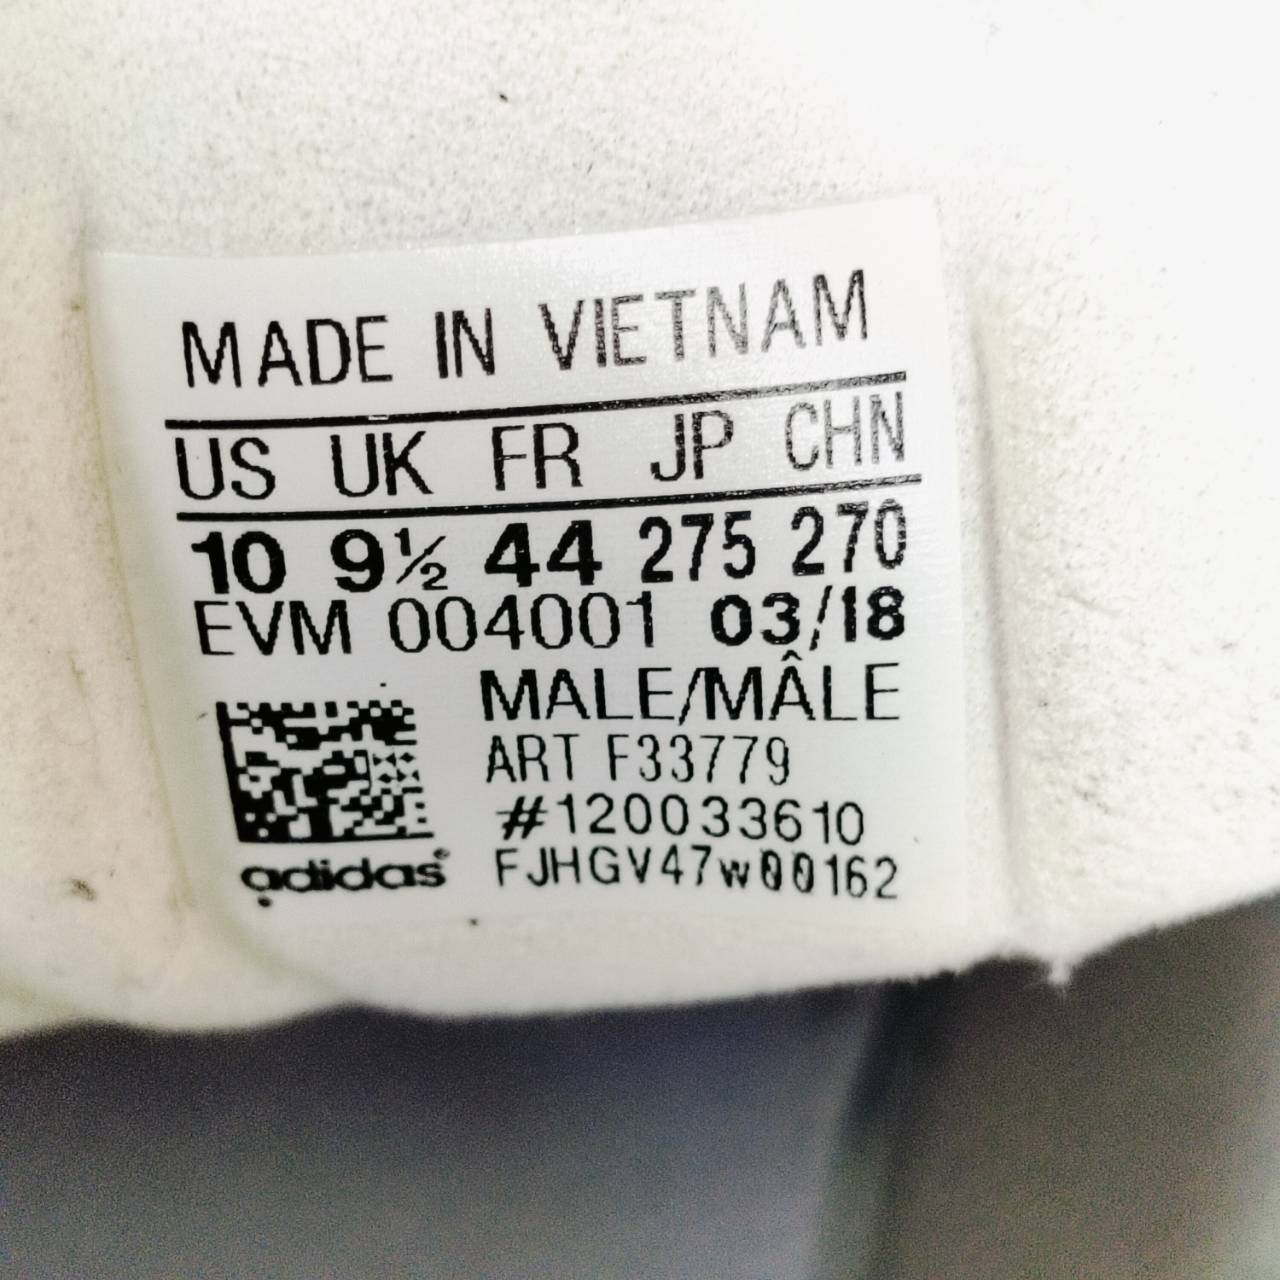 MADE IN VIETNAM
US UK FR JP CHN
10 9½ 44 275 270
EVM 004001 03/18
MALE/MÂLE
ART F33779
#120033610
adidas FJHGV47W00162